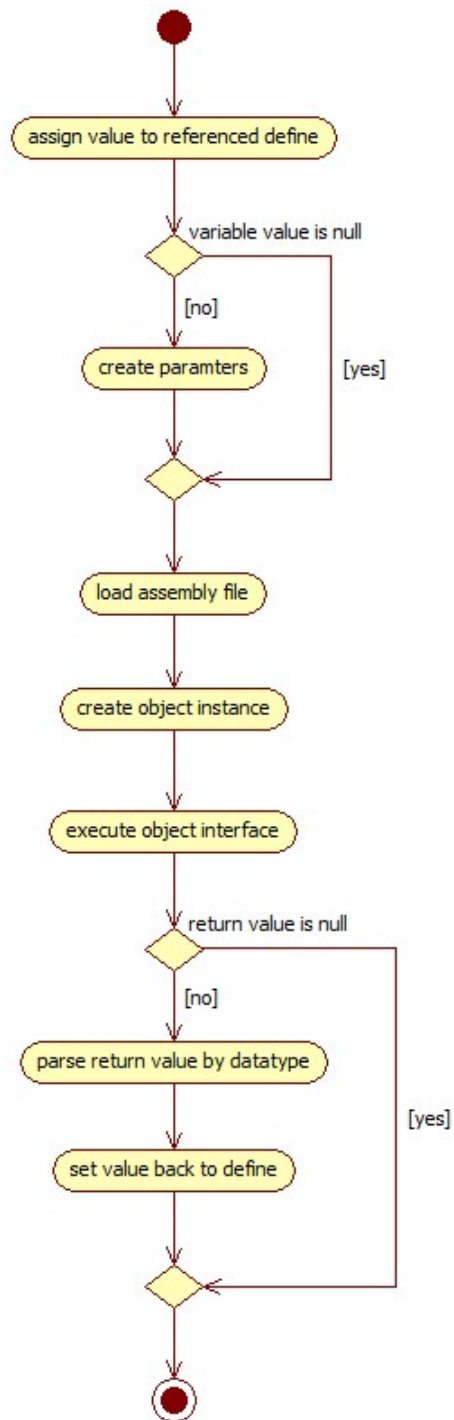 assign value to referenced define
variable value is null
[no]
create paramters
[yes]
load assembly file
create object instance
execute object interface
return value is null
[no]
parse return value by datatype
[yes]
set value back to define